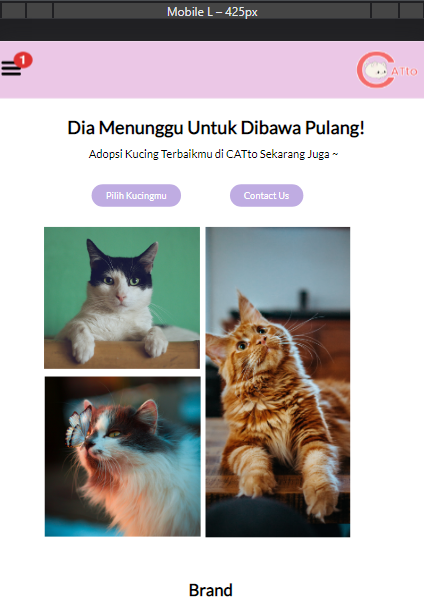 Mobile L – 425px
1
CATto
Dia Menunggu Untuk Dibawa Pulang!
Adopsi Kucing Terbaikmu di CATto Sekarang Juga ~
Pilih Kucingmu
Contact Us
Brand